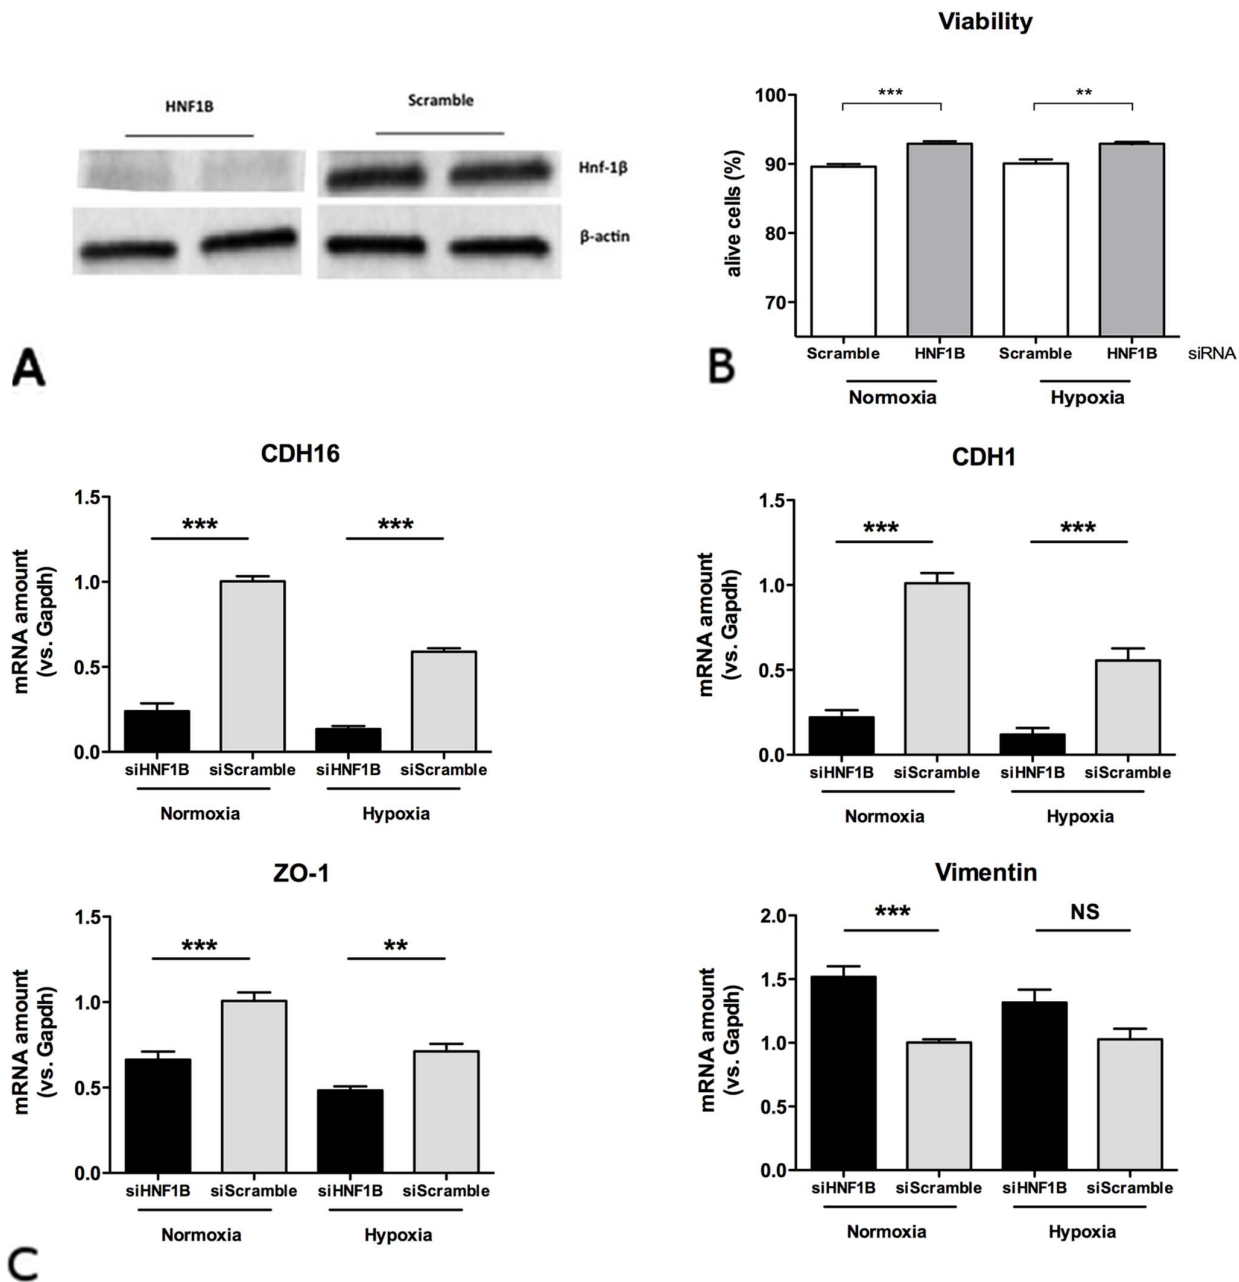 HNF1B
Scramble
Hnf-1β
β-actin
A
Viability
alive cells (%)
100
90
80
70
***
**
Scramble HNF1B Scramble HNF1B siRNA
Normoxia Hypoxia
B
CDH16
mRNA amount
(vs. Gapdh)
1.5
1.0
0.5
0.0
*** ***
siHNF1B siScramble siHNF1B siScramble
Normoxia Hypoxia
CDH1
mRNA amount
(vs. Gapdh)
1.5
1.0
0.5
0.0
*** ***
siHNF1B siScramble siHNF1B siScramble
Normoxia Hypoxia
ZO-1
mRNA amount
(vs. Gapdh)
1.5
1.0
0.5
0.0
*** **
siHNF1B siScramble siHNF1B siScramble
Normoxia Hypoxia
Vimentin
mRNA amount
(vs. Gapdh)
2.0
1.5
1.0
0.5
0.0
*** NS
siHNF1B siScramble siHNF1B siScramble
Normoxia Hypoxia
C